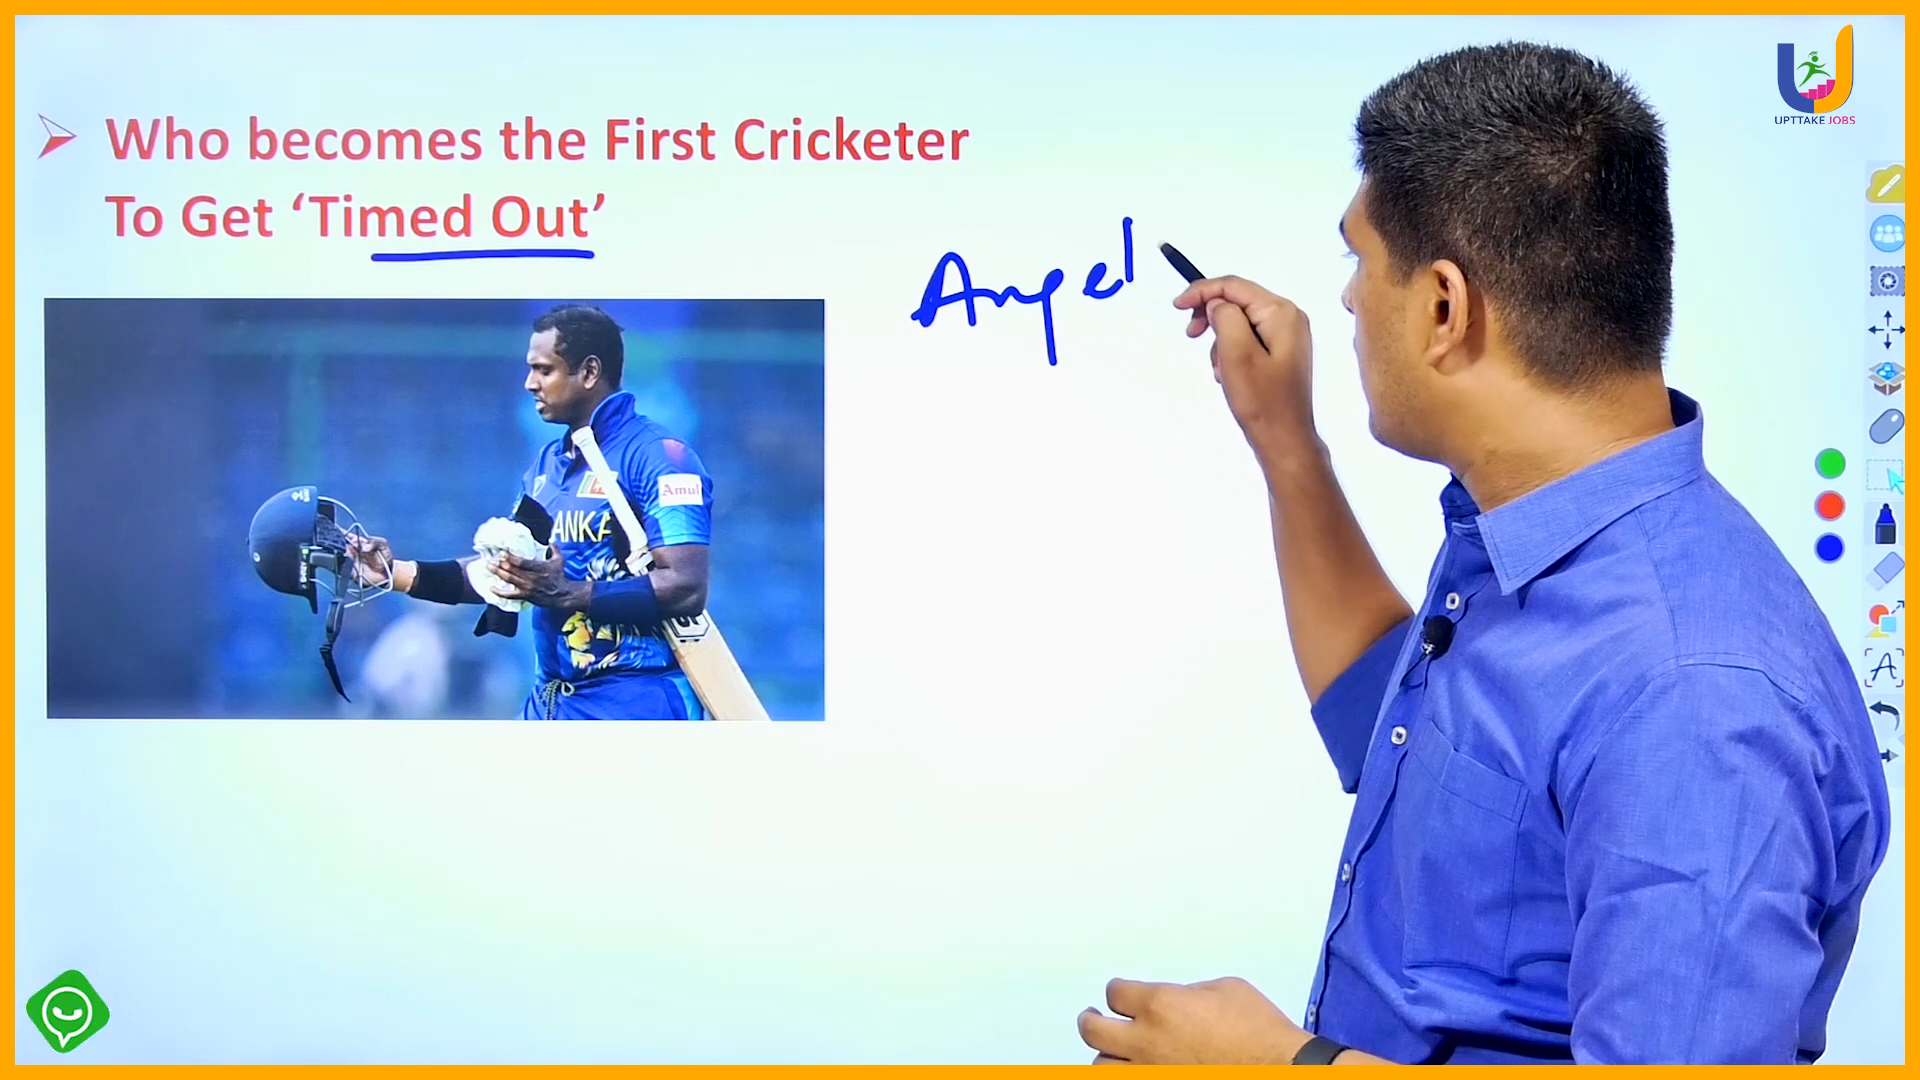 Who becomes the First Cricketer
To Get ‘Timed Out’
Angel
UPTTAKE JOBS
Amul
ANKA
A